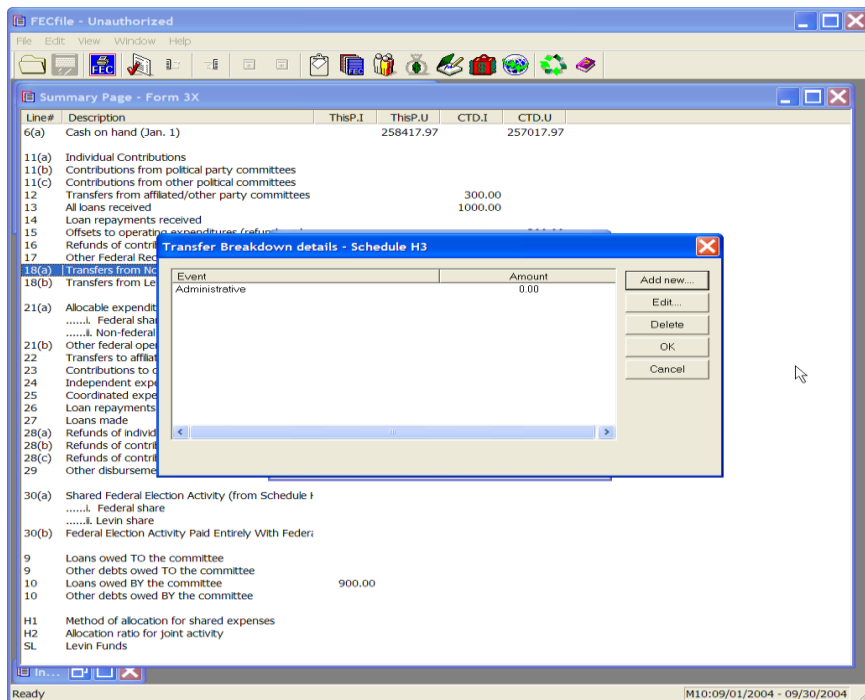 FECfile - Unauthorized
File Edit View Window Help
FEC
Summary Page - Form 3X
Line# Description ThisP.I ThisP.U CTD.I CTD.U
6(a) Cash on hand (Jan. 1) 258417.97 257017.97
11(a) Individual Contributions
11(b) Contributions from political party committees
11(c) Contributions from other political committees
12 Transfers from affiliated/other party committees 300.00
13 All loans received 1000.00
14 Loan repayments received
15 Offsets to operating expenditures
16 Refunds of contri
17 Other Federal Rec
18(a) Transfers from No
18(b) Transfers from Le
21(a) Allocable expendit
......i. Federal shar
......ii. Non-federal
21(b) Other federal oper
22 Transfers to affiliat
23 Contributions to c
24 Independent expe
25 Coordinated expe
26 Loan repayments
27 Loans made
28(a) Refunds of individ
28(b) Refunds of contri
28(c) Refunds of contri
29 Other disburseme
30(a) Shared Federal Election Activity (from Schedule H
......i. Federal share
......ii. Levin share
30(b) Federal Election Activity Paid Entirely With Federa
9 Loans owed TO the committee
9 Other debts owed TO the committee
10 Loans owed BY the committee 900.00
10 Other debts owed BY the committee
H1 Method of allocation for shared expenses
H2 Allocation ratio for joint activity
SL Levin Funds
Transfer Breakdown details - Schedule H3
Event Amount
Administrative 0.00
Add new....
Edit....
Delete
OK
Cancel
In...
Ready M10:09/01/2004 - 09/30/2004